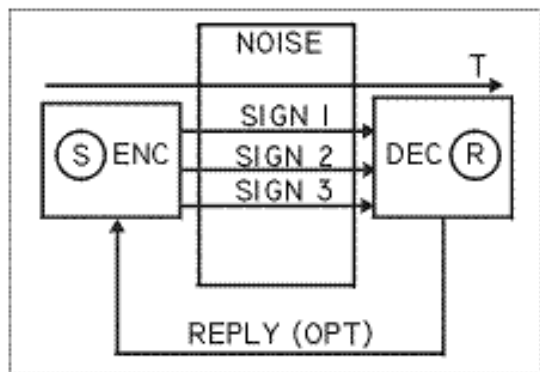 NOISE
T
SIGN 1
S ENC
SIGN 2
DEC R
SIGN 3
REPLY (OPT)